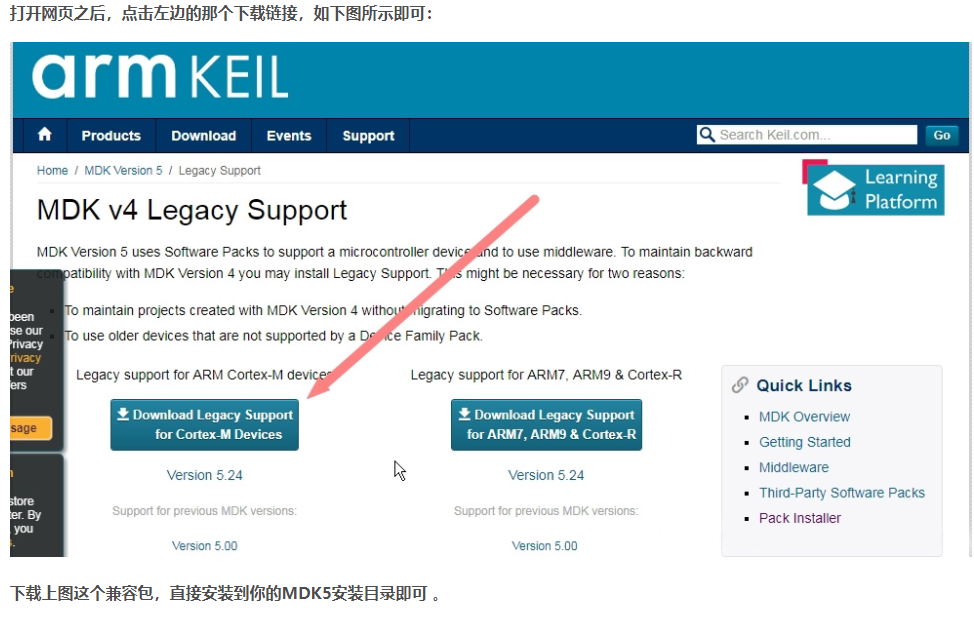 打开网页之后，点击左边的那个下载链接，如下图所示即可：
arm KEIL
Products Download Events Support Search Keil.com... Go
Home / MDK Version 5 / Legacy Support
Learning
Platform
MDK v4 Legacy Support
MDK Version 5 uses Software Packs to support a microcontroller device and to use middleware. To maintain backward
compatibility with MDK Version 4 you may install Legacy Support. This might be necessary for two reasons:
To maintain projects created with MDK Version 4 without migrating to Software Packs.
To use older devices that are not supported by a Device Family Pack.
been
se our
Privacy
rivacy
t our
ers
sage
store
ter. By
you
s.
Legacy support for ARM Cortex-M devices
Download Legacy Support
for Cortex-M Devices
Version 5.24
Support for previous MDK versions:
Version 5.00
Legacy support for ARM7, ARM9 & Cortex-R
Download Legacy Support
for ARM7, ARM9 & Cortex-R
Version 5.24
Support for previous MDK versions:
Version 5.00
Quick Links
MDK Overview
Getting Started
Middleware
Third-Party Software Packs
Pack Installer
下载上图这个兼容包，直接安装到你的MDK5安装目录即可 。